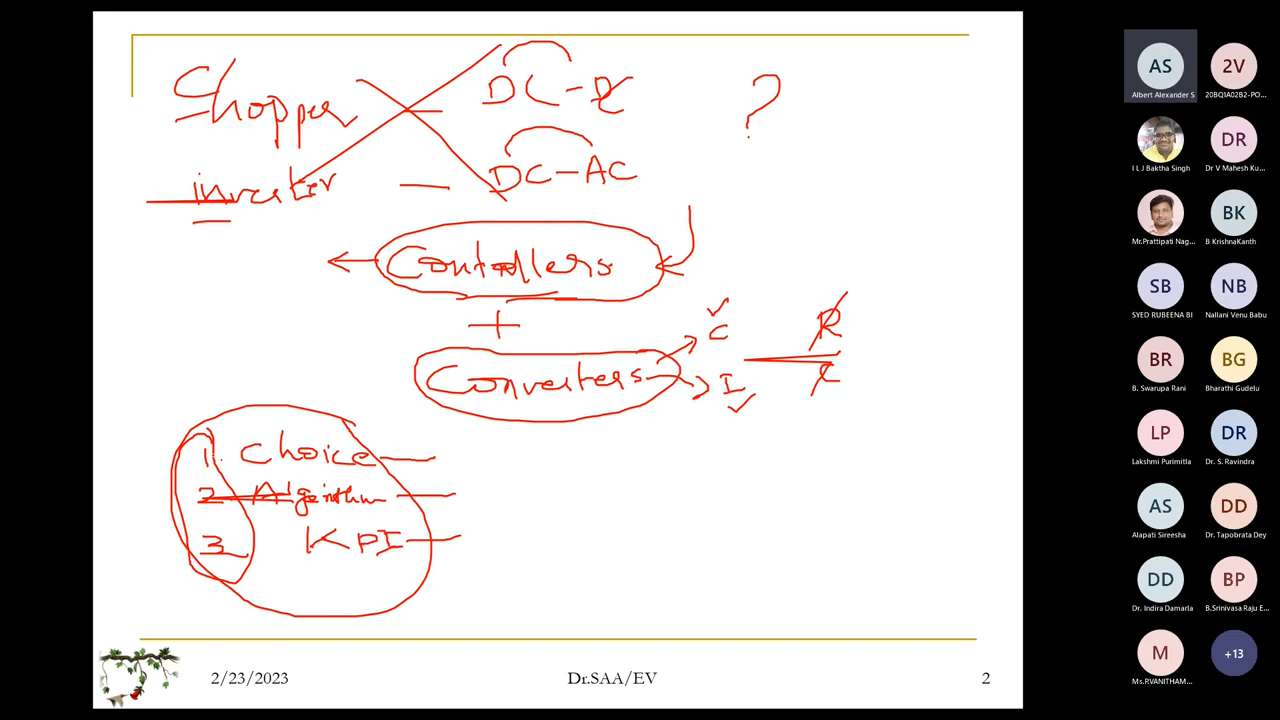 Chopper — DC-DC ?
inverter — DC-AC
Contollers
+
Converters
C
I
R
L
1. Choice —
2 Algorithm —
3 KPI —
2/23/2023 Dr.SAA/EV 2
AS 2V
Albert Alexander S 20BQ1A02B2-PO...
DR
I L J Baktha Singh Dr V Mahesh Ku...
BK
Mr.Prattipati Nag... B KrishnaKanth
SB NB
SYED RUBEENA BI Nallani Venu Babu
BR BG
B. Swarupa Rani Bharathi Gudelu
LP DR
Lakshmi Purimitla Dr. S. Ravindra
AS DD
Alapati Sireesha Dr. Tapobrata Dey
DD BP
Dr. Indira Damarla B.Srinivasa Raju E...
M +13
Ms.P.VANITHAM...